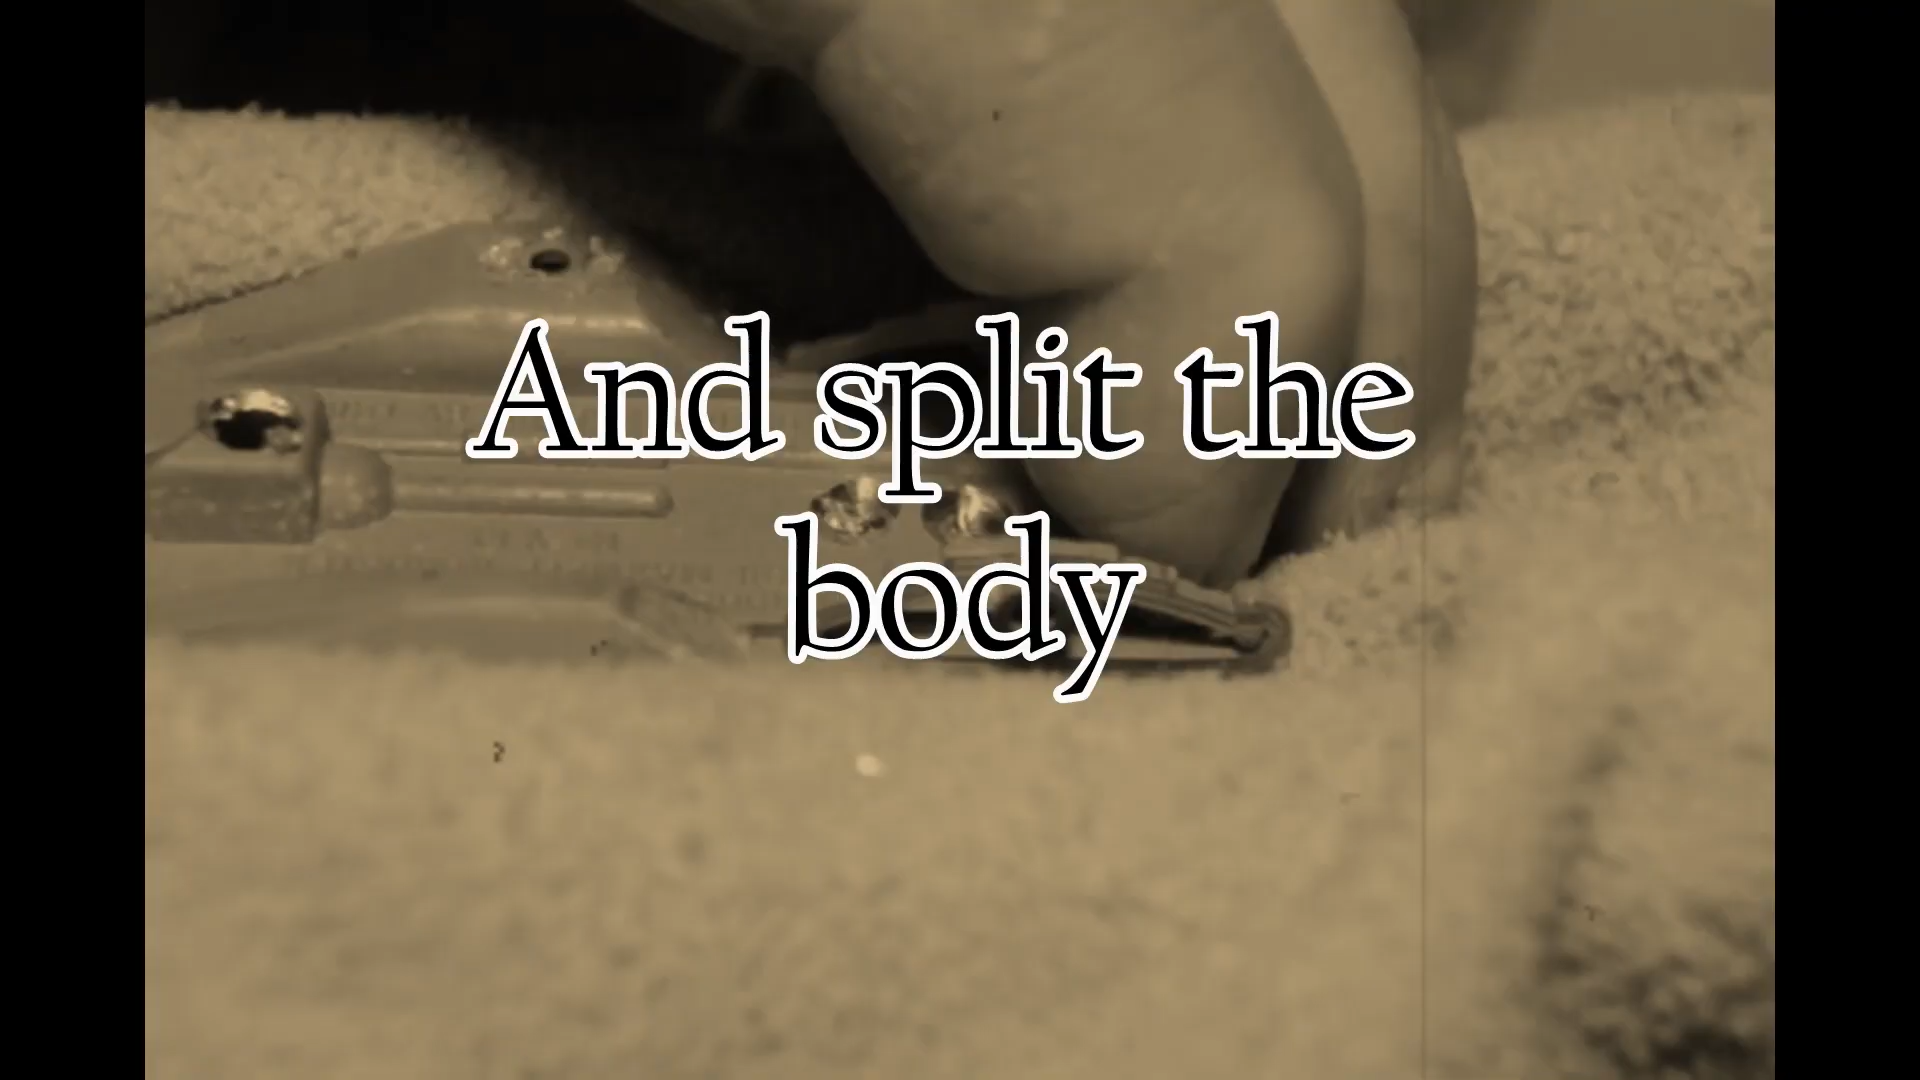 And split the
body